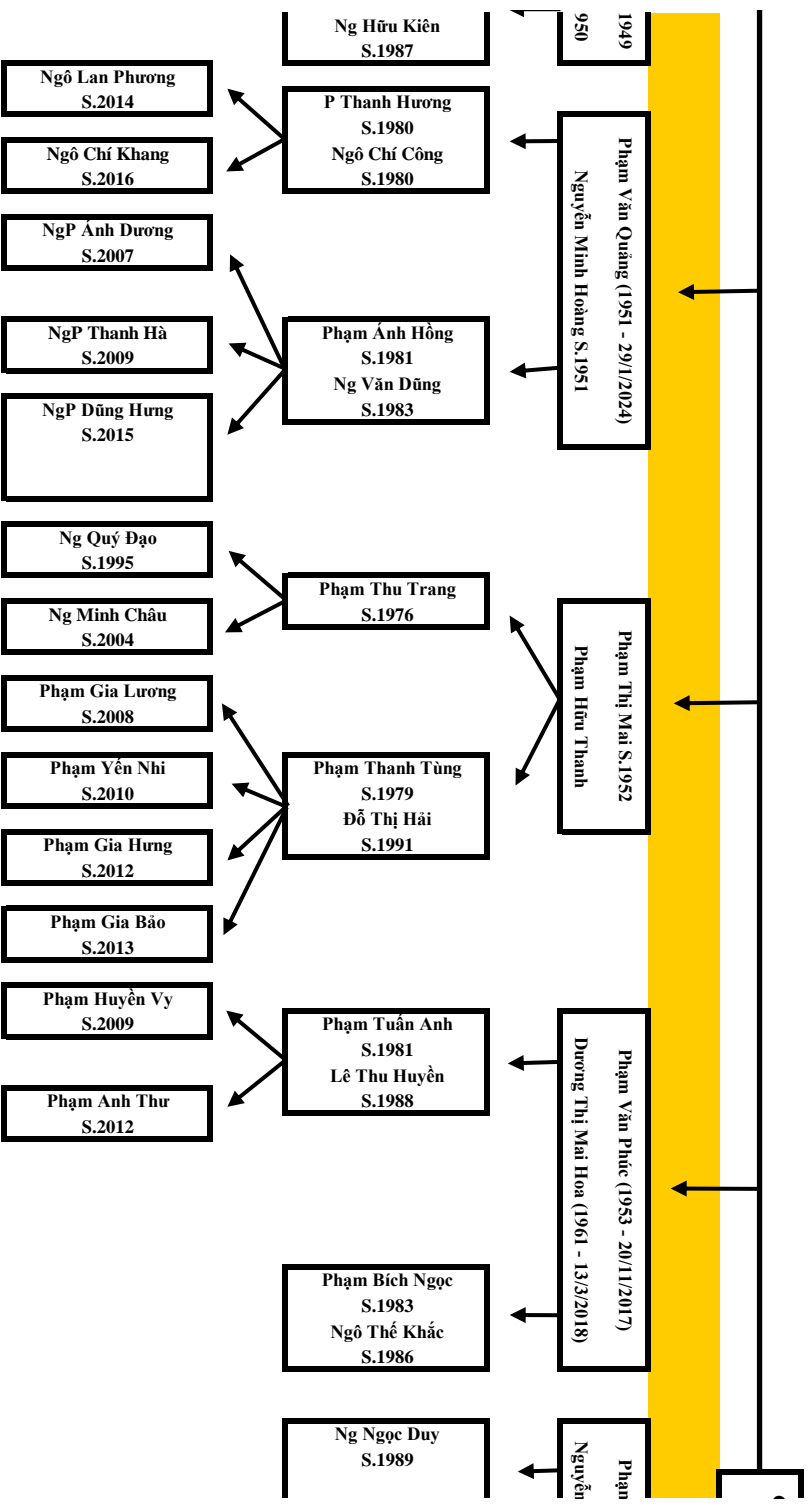 Ng Hữu Kiên
S.1987
1949
950
Ngô Lan Phương
S.2014
Ngô Chí Khang
S.2016
P Thanh Hương
S.1980
Ngô Chí Công
S.1980
Phạm Văn Quảng (1951 - 29/1/2024)
Nguyễn Minh Hoàng S.1951
NgP Ánh Dương
S.2007
NgP Thanh Hà
S.2009
NgP Dũng Hưng
S.2015
Phạm Ánh Hồng
S.1981
Ng Văn Dũng
S.1983
Ng Quý Đạo
S.1995
Ng Minh Châu
S.2004
Phạm Thu Trang
S.1976
Phạm Thị Mai S.1952
Phạm Hữu Thanh
Phạm Gia Lương
S.2008
Phạm Yến Nhi
S.2010
Phạm Gia Hưng
S.2012
Phạm Gia Bảo
S.2013
Phạm Thanh Tùng
S.1979
Đỗ Thị Hải
S.1991
Phạm Huyền Vy
S.2009
Phạm Anh Thư
S.2012
Phạm Tuấn Anh
S.1981
Lê Thu Huyền
S.1988
Phạm Văn Phúc (1953 - 20/11/2017)
Dương Thị Mai Hoa (1961 - 13/3/2018)
Phạm Bích Ngọc
S.1983
Ngô Thế Khắc
S.1986
Ng Ngọc Duy
S.1989
Phạm
Nguyễn